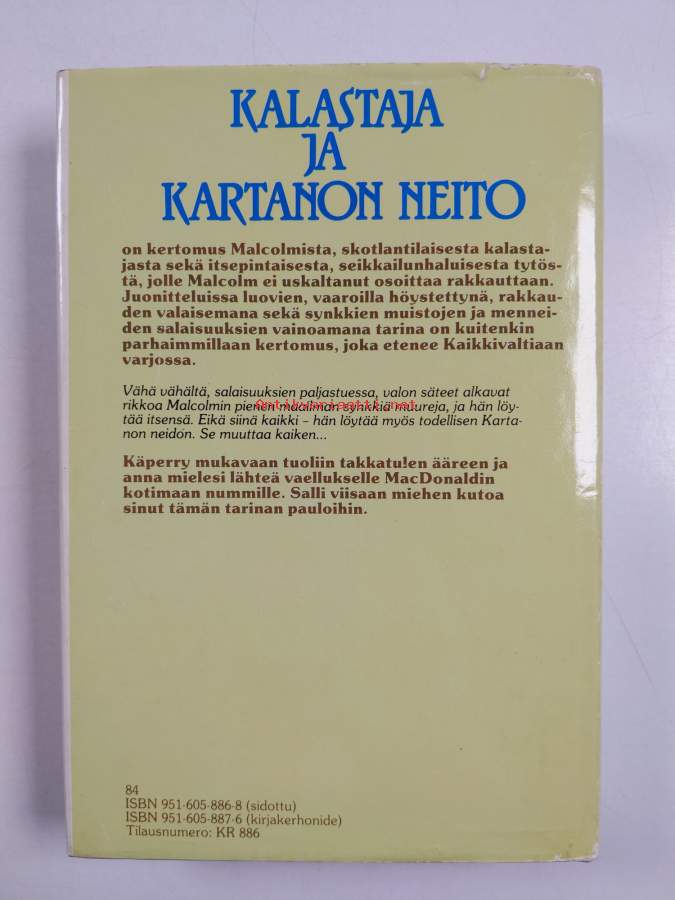 KALASTAJA
JA
KARTANON NEITO
on kertomus Malcolmista, skotlantilaisesta kalasta-
jasta sekä itsepintaisesta, seikkailunhaluisesta tytös-
tä, jolle Malcolm ei uskaltanut osoittaa rakkauttaan.
Juonitteluissa luovien, vaaroilla höystettynä, rakkau-
den valaisemana sekä synkkien muistojen ja mennei-
den salaisuuksien vainoamana tarina on kuitenkin
parhaimmillaan kertomus, joka etenee Kaikkivaltiaan
varjossa.
Vähä vähältä, salaisuuksien paljastuessa, valon säteet alkavat
rikkoa Malcolmin pienen maailman synkkiä muureja, ja hän löy-
Antikvariaatti.net
tää itsensä. Eikä siinä kaikki – hän löytää myös todellisen Karta-
non neidon. Se muuttaa kaiken...
Käperry mukavaan tuoliin takkatulen ääreen ja
anna mielesi lähteä vaellukselle MacDonaldin
kotimaan nummille. Salli viisaan miehen kutoa
sinut tämän tarinan pauloihin.
84
ISBN 951-605-886-8 (sidottu)
ISBN 951-605-887-6 (kirjakerhonide)
Tilausnumero: KR 886